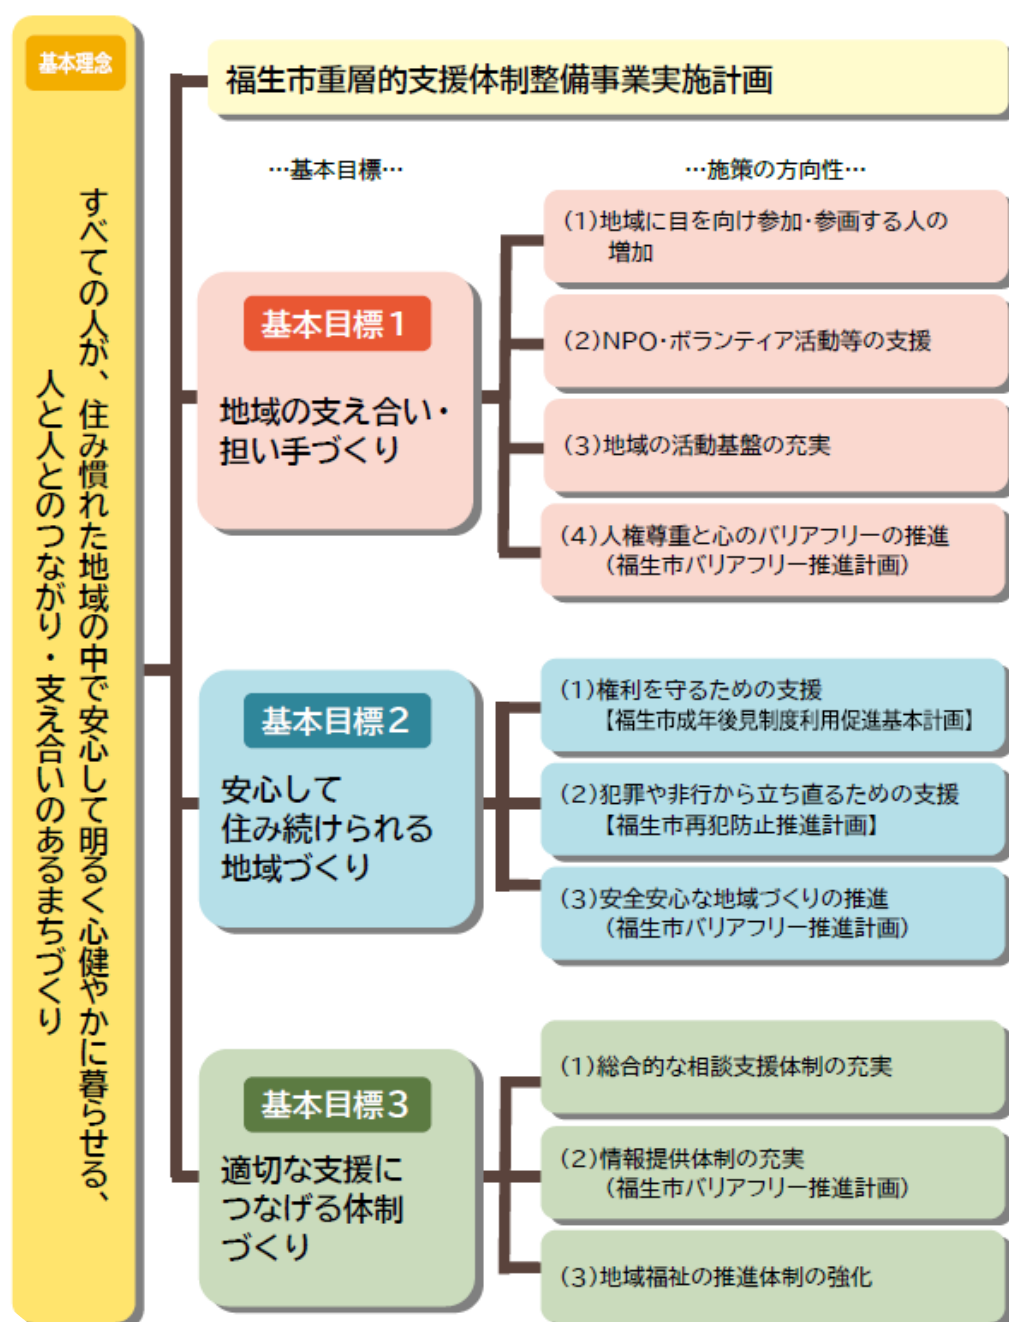 基本理念
すべての人が、住み慣れた地域の中で安心して明るく心健やかに暮らせる、
人と人とのつながり・支え合いのあるまちづくり
福生市重層的支援体制整備事業実施計画
…基本目標…
…施策の方向性…
基本目標1
地域の支え合い・
担い手づくり
(1)地域に目を向け参加・参画する人の
増加
(2)NPO・ボランティア活動等の支援
(3)地域の活動基盤の充実
(4)人権尊重と心のバリアフリーの推進
(福生市バリアフリー推進計画)
基本目標2
安心して
住み続けられる
地域づくり
(1)権利を守るための支援
【福生市成年後見制度利用促進基本計画】
(2)犯罪や非行から立ち直るための支援
【福生市再犯防止推進計画】
(3)安全安心な地域づくりの推進
(福生市バリアフリー推進計画)
基本目標3
適切な支援に
つなげる体制
づくり
(1)総合的な相談支援体制の充実
(2)情報提供体制の充実
(福生市バリアフリー推進計画)
(3)地域福祉の推進体制の強化